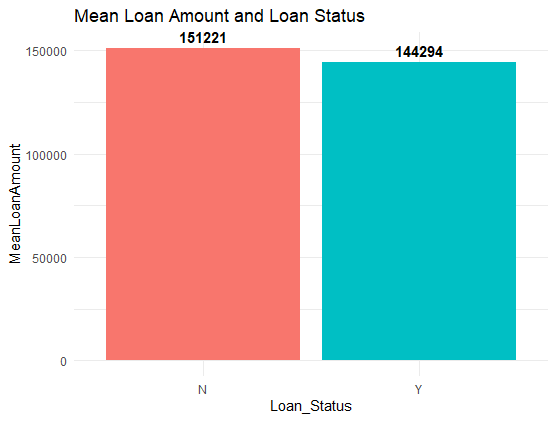 Mean Loan Amount and Loan Status
151221
144294
150000
100000
50000
0
MeanLoanAmount
N
Y
Loan_Status